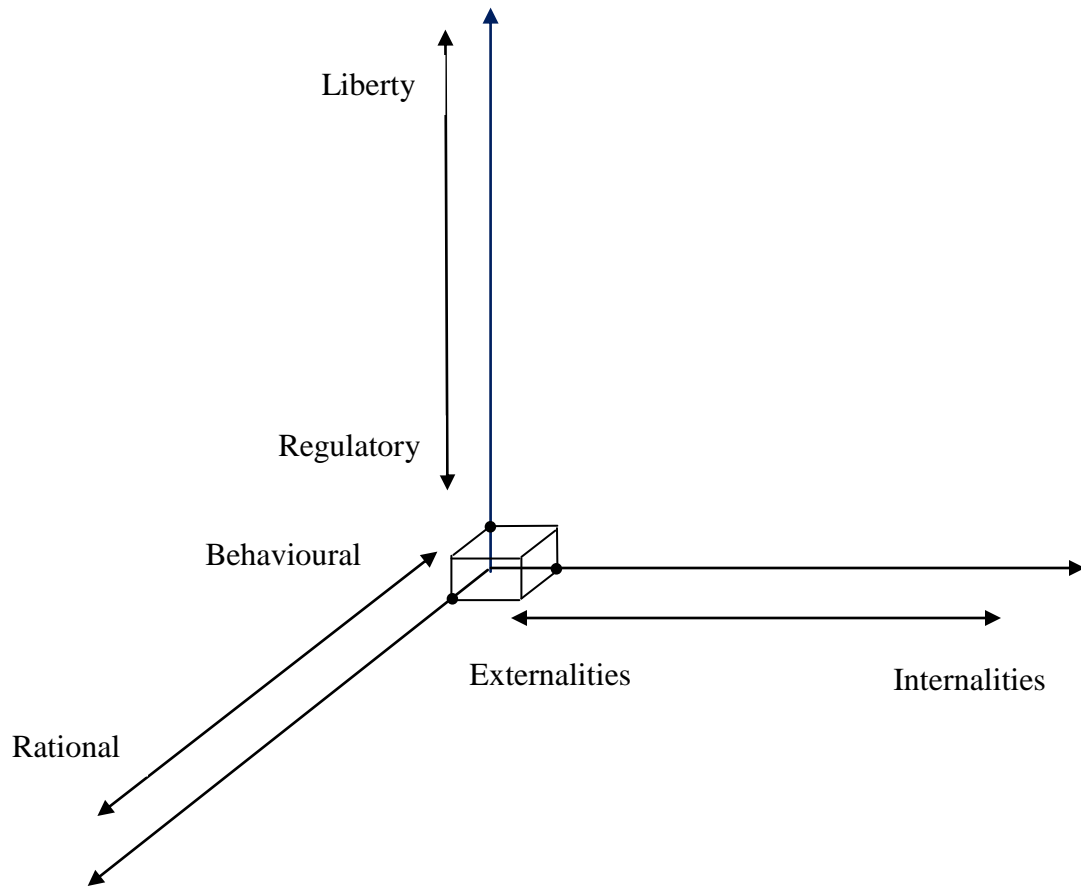 Liberty
Regulatory
Behavioural
Externalities
Internalities
Rational